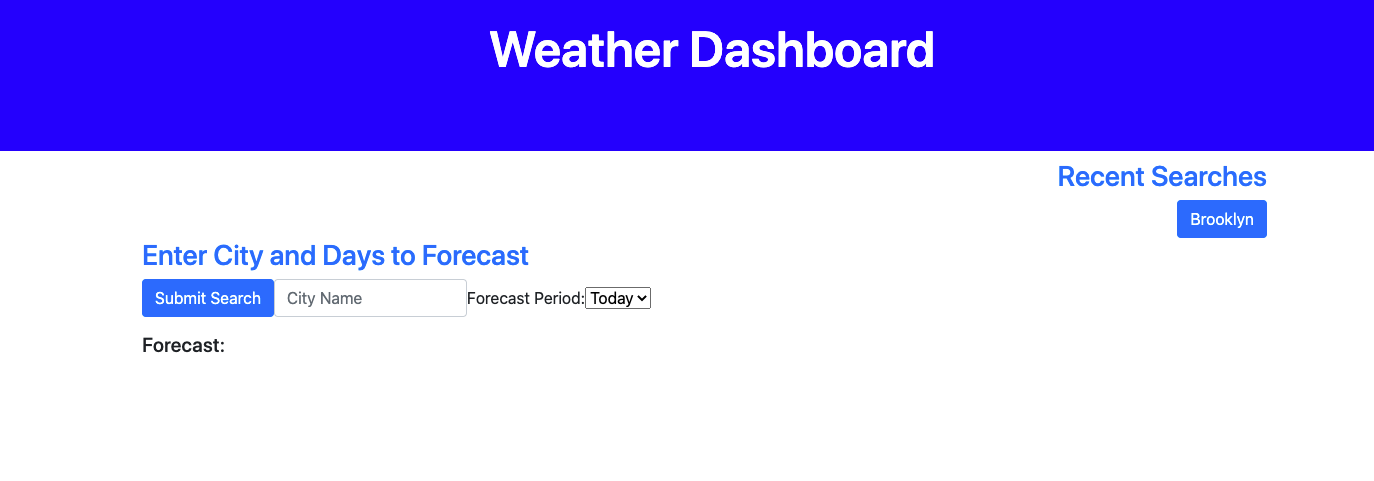 Weather Dashboard
Recent Searches
Brooklyn
Enter City and Days to Forecast
Submit Search City Name Forecast Period: Today
Forecast: